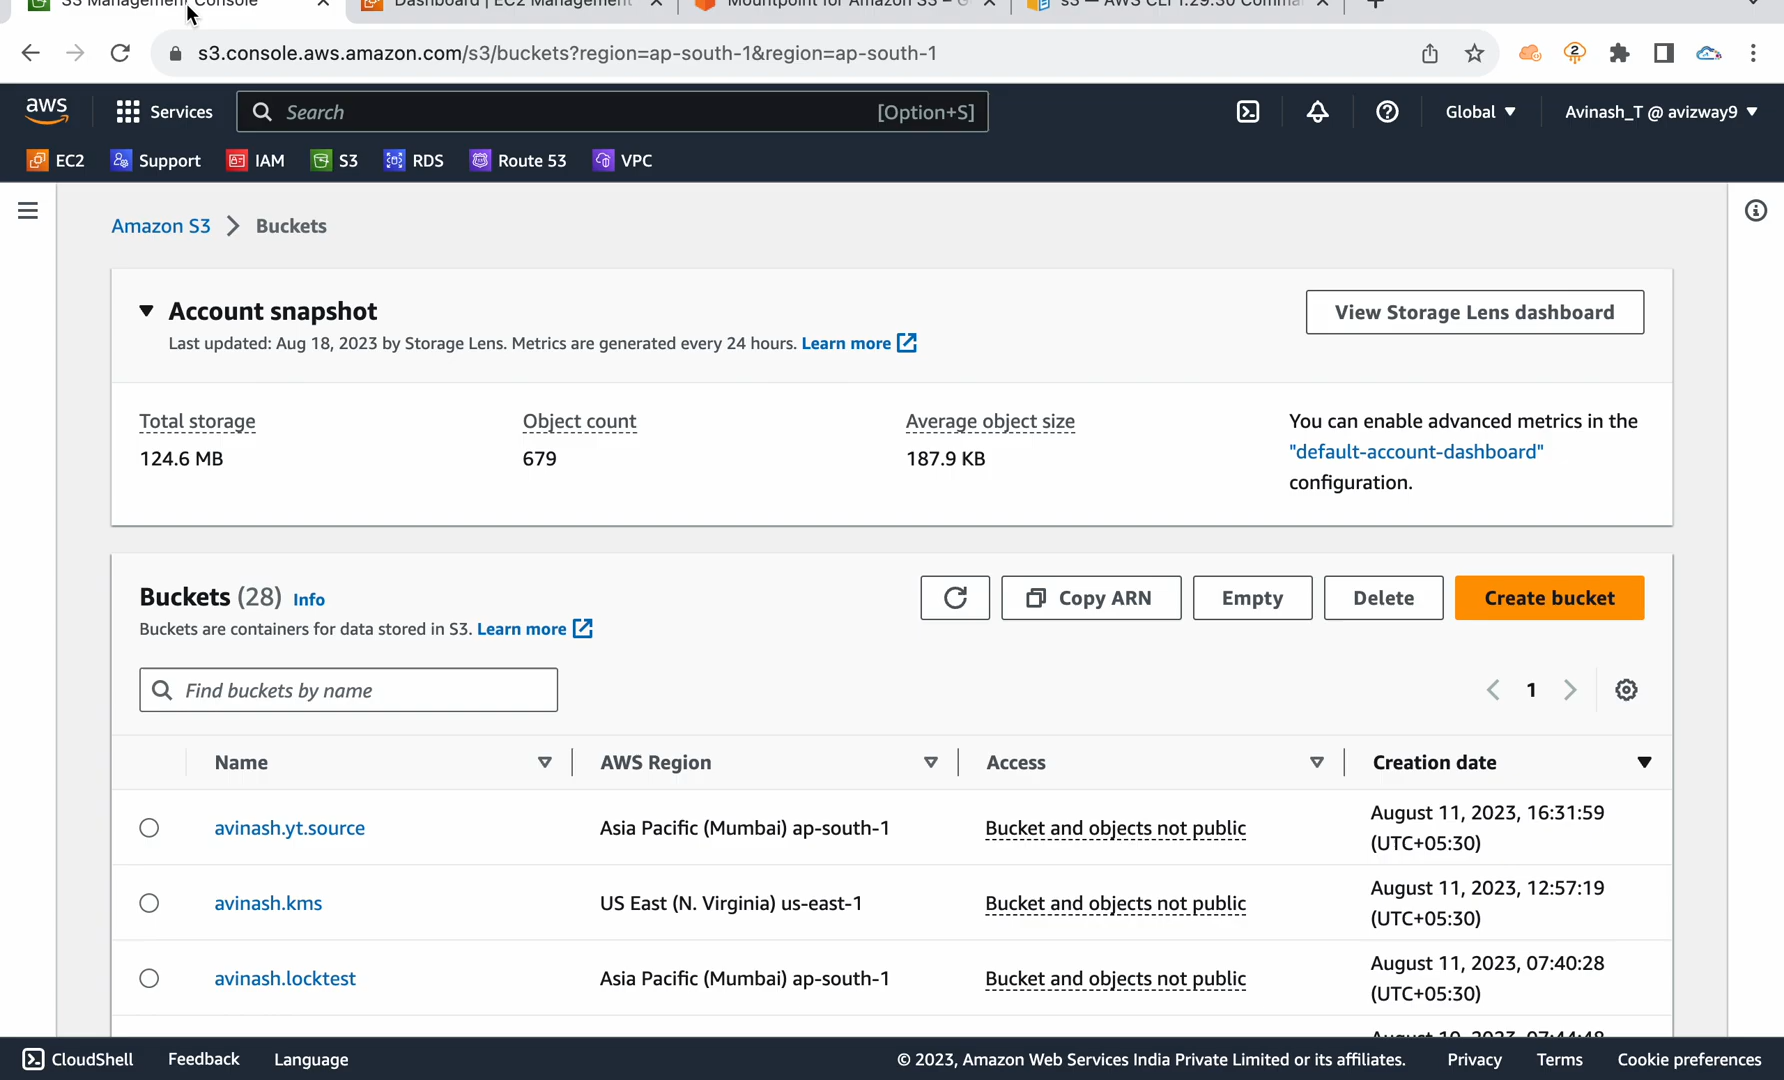 S3 Management Console
Dashboard | EC2 Management
Mountpoint for Amazon S3 – G
s3 — AWS CLI 1.29.30 Comma
s3.console.aws.amazon.com/s3/buckets?region=ap-south-1&region=ap-south-1
2
aws
Services
Search
[Option+S]
Global
Avinash_T @ avizway9
EC2
Support
IAM
S3
RDS
Route 53
VPC
Amazon S3
Buckets
Account snapshot
View Storage Lens dashboard
Last updated: Aug 18, 2023 by Storage Lens. Metrics are generated every 24 hours. Learn more
Total storage
Object count
Average object size
You can enable advanced metrics in the
124.6 MB
679
187.9 KB
"default-account-dashboard"
configuration.
Buckets (28) Info
Copy ARN
Empty
Delete
Create bucket
Buckets are containers for data stored in S3. Learn more
Find buckets by name
1
Name
AWS Region
Access
Creation date
avinash.yt.source
Asia Pacific (Mumbai) ap-south-1
Bucket and objects not public
August 11, 2023, 16:31:59
(UTC+05:30)
avinash.kms
US East (N. Virginia) us-east-1
Bucket and objects not public
August 11, 2023, 12:57:19
(UTC+05:30)
avinash.locktest
Asia Pacific (Mumbai) ap-south-1
Bucket and objects not public
August 11, 2023, 07:40:28
(UTC+05:30)
August 10, 2023, 07:44:48
CloudShell
Feedback
Language
© 2023, Amazon Web Services India Private Limited or its affiliates.
Privacy
Terms
Cookie preferences